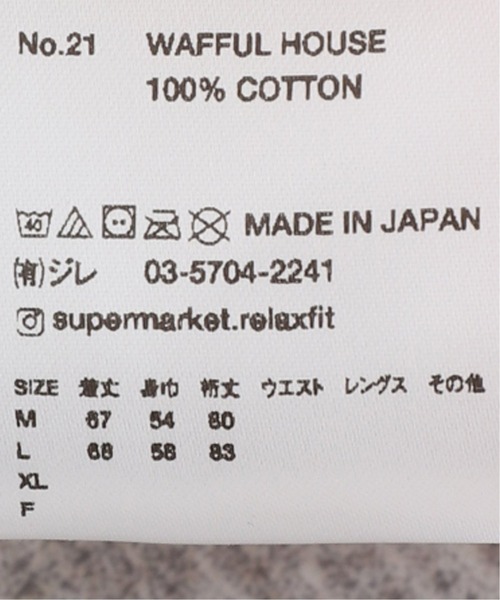 No.21 WAFFUL HOUSE
100% COTTON
40 MADE IN JAPAN
(有)ジレ 03-5704-2241
supermarket.relaxfit
SIZE 着丈 身巾 裄丈 ウエスト レングス その他
M 67 54 80
L 68 56 83
XL
F